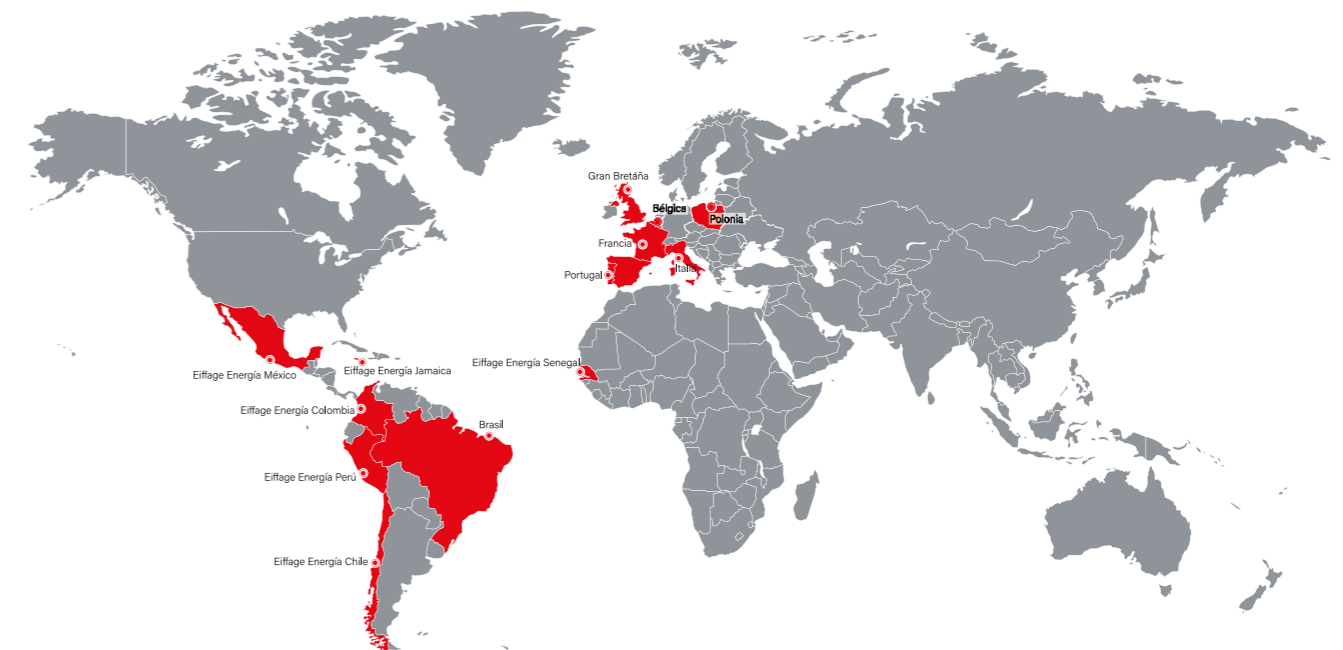 Gran Bretáña
Bélgica
Polonia
Francia
Italia
Portugal
Eiffage Energía Senegal
Eiffage Energía México
Eiffage Energía Jamaica
Eiffage Energía Colombia
Brasil
Eiffage Energía Perú
Eiffage Energía Chile